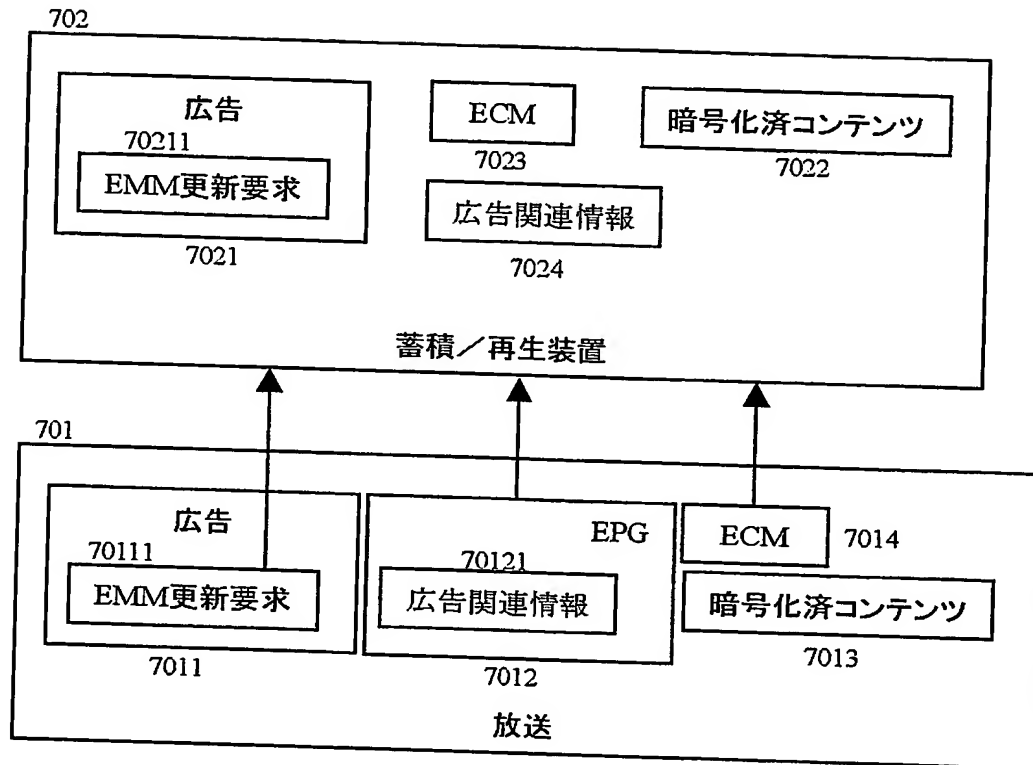 702
広告
70211
EMM更新要求
7021
ECM
7023
広告関連情報
7024
暗号化済コンテンツ
7022
蓄積／再生装置
701
広告
70111
EMM更新要求
7011
EPG
70121
広告関連情報
7012
ECM
7014
暗号化済コンテンツ
7013
放送